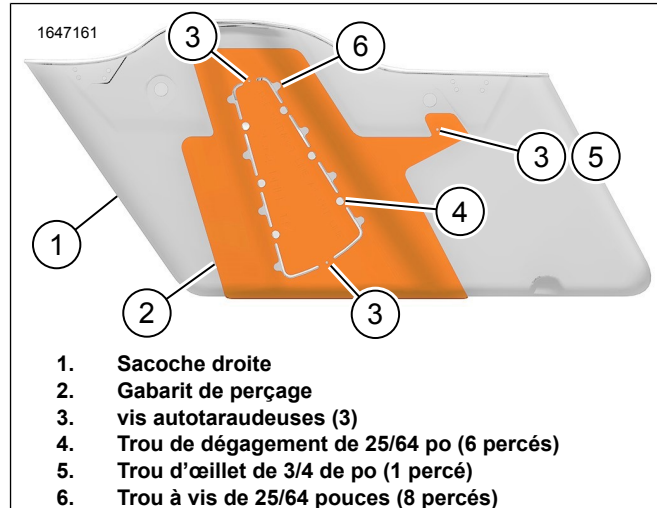 1647161
3
6
3
5
4
1
2
3
1. Sacoche droite
2. Gabarit de perçage
3. vis autotaraudeuses (3)
4. Trou de dégagement de 25/64 po (6 percés)
5. Trou d’œillet de 3/4 de po (1 percé)
6. Trou à vis de 25/64 pouces (8 percés)